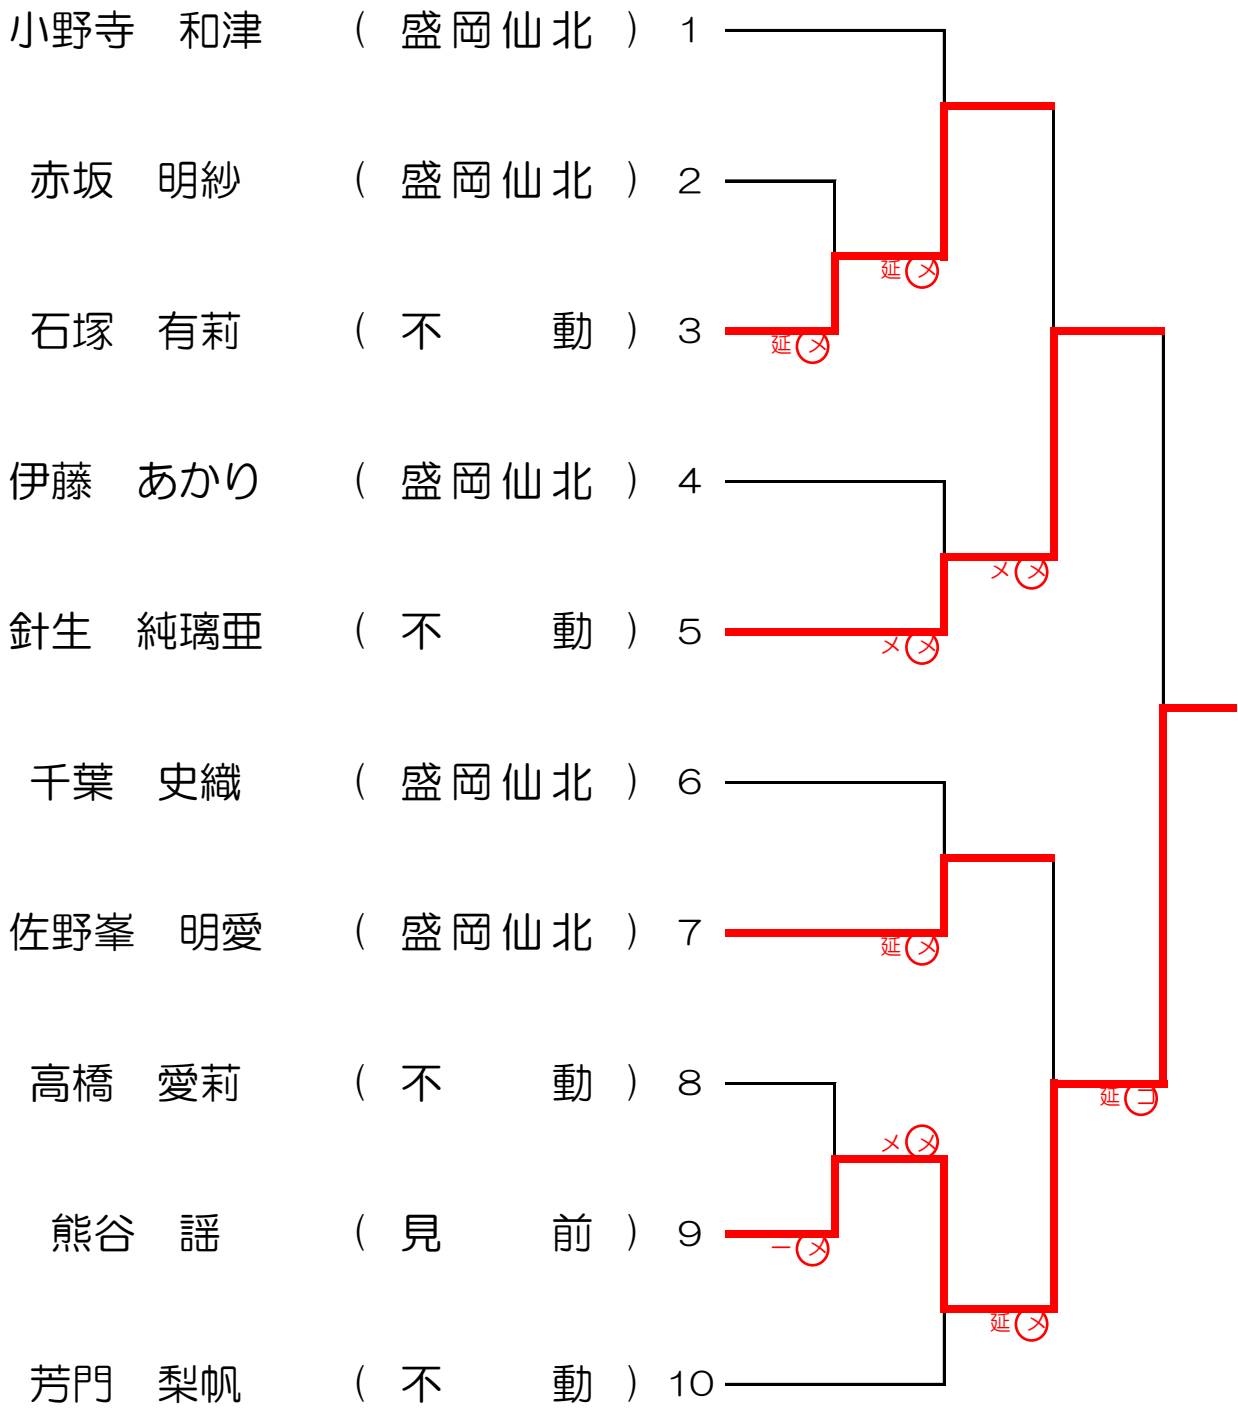 小野寺　和津 （ 盛岡仙北 ） 1
赤坂　明紗 （ 盛岡仙北 ） 2
延メ
石塚　有莉 （ 不　動 ） 3
延メ
伊藤　あかり （ 盛岡仙北 ） 4
メメ
針生　純璃亜 （ 不　動 ） 5
メメ
千葉　史織 （ 盛岡仙北 ） 6
佐野峯　明愛 （ 盛岡仙北 ） 7
延メ
高橋　愛莉 （ 不　動 ） 8
延コ
メメ
熊谷　謡 （ 見　前 ） 9
一メ
延メ
芳門　梨帆 （ 不　動 ） 10